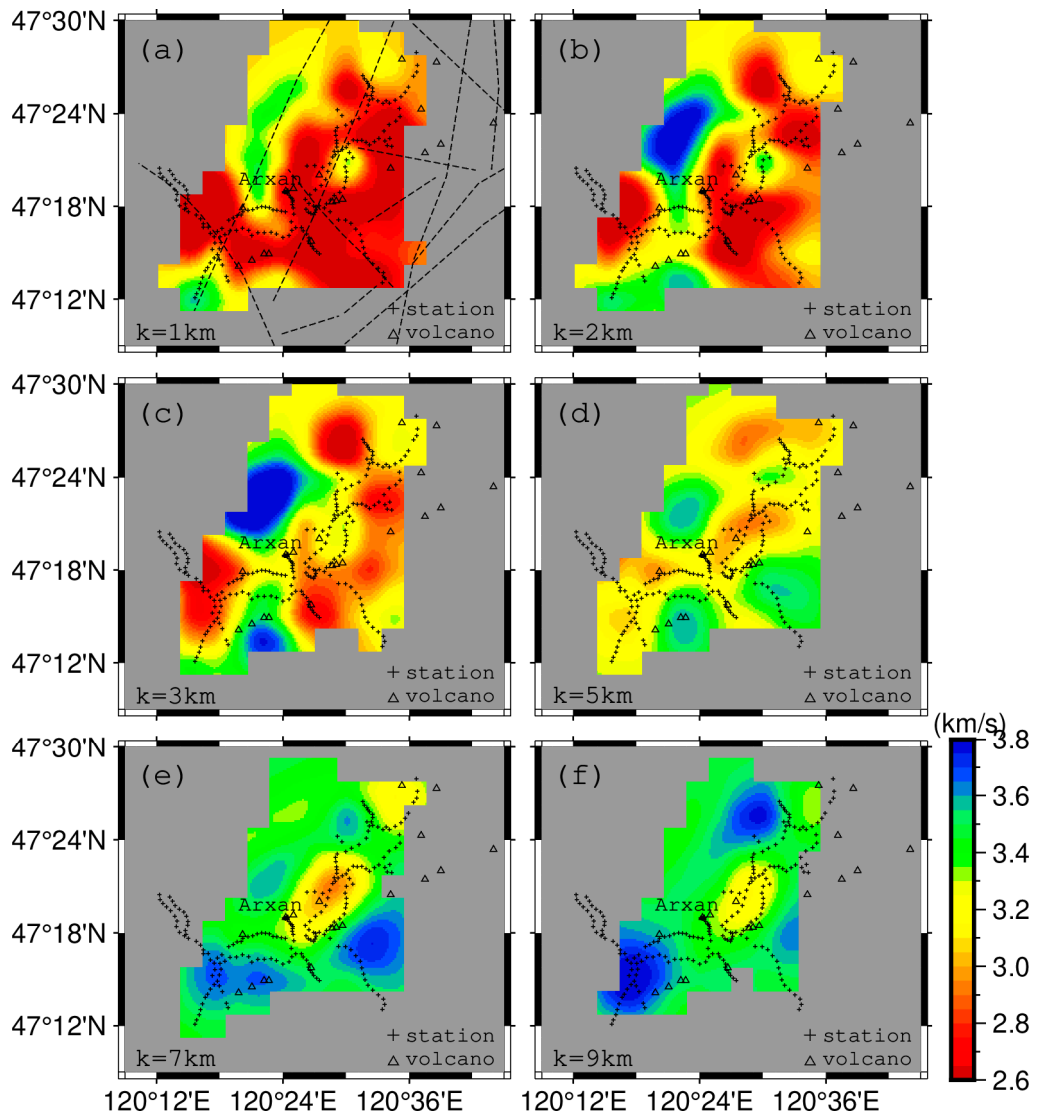 47°30'N
(a)
(b)
47°24'N
Arxan
Arxan
47°18'N
47°12'N
station
station
k=1km
volcano
k=2km
volcano
47°30'N
(c)
(d)
47°24'N
Arxan
Arxan
47°18'N
47°12'N
station
station
k=3km
volcano
k=5km
volcano
(km/s)
47°30'N
3.8
(e)
(f)
3.6
47°24'N
3.4
Arxan
Arxan
3.2
47°18'N
3.0
47°12'N
2.8
station
station
k=7km
volcano
k=9km
volcano
2.6
120°12'E
120°24'E
120°36'E
120°12'E
120°24'E
120°36'E